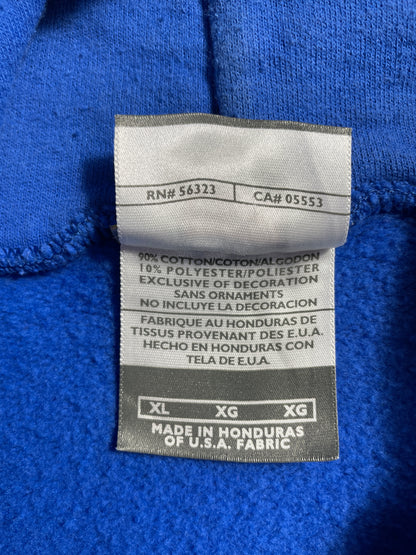 RN# 56323 CA# 05553
90% COTTON/COTON/ALGODON
10% POLYESTER/POLIESTER
EXCLUSIVE OF DECORATION
SANS ORNAMENTS
NO INCLUYE LA DECORACION
FABRIQUE AU HONDURAS DE
TISSUS PROVENANT DES E.U.A.
HECHO EN HONDURAS CON
TELA DE E.U.A.
XL XG XG
MADE IN HONDURAS
OF U.S.A. FABRIC